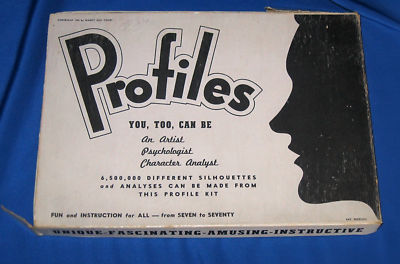 Profiles
YOU, TOO, CAN BE
An Artist
Psychologist
Character Analyst
6,500,000 DIFFERENT SILHOUETTES
and ANALYSES CAN BE MADE FROM
THIS PROFILE KIT
FUN and INSTRUCTION for ALL — from SEVEN to SEVENTY
UNIQUE-FASCINATING-AMUSING-INSTRUCTIVE